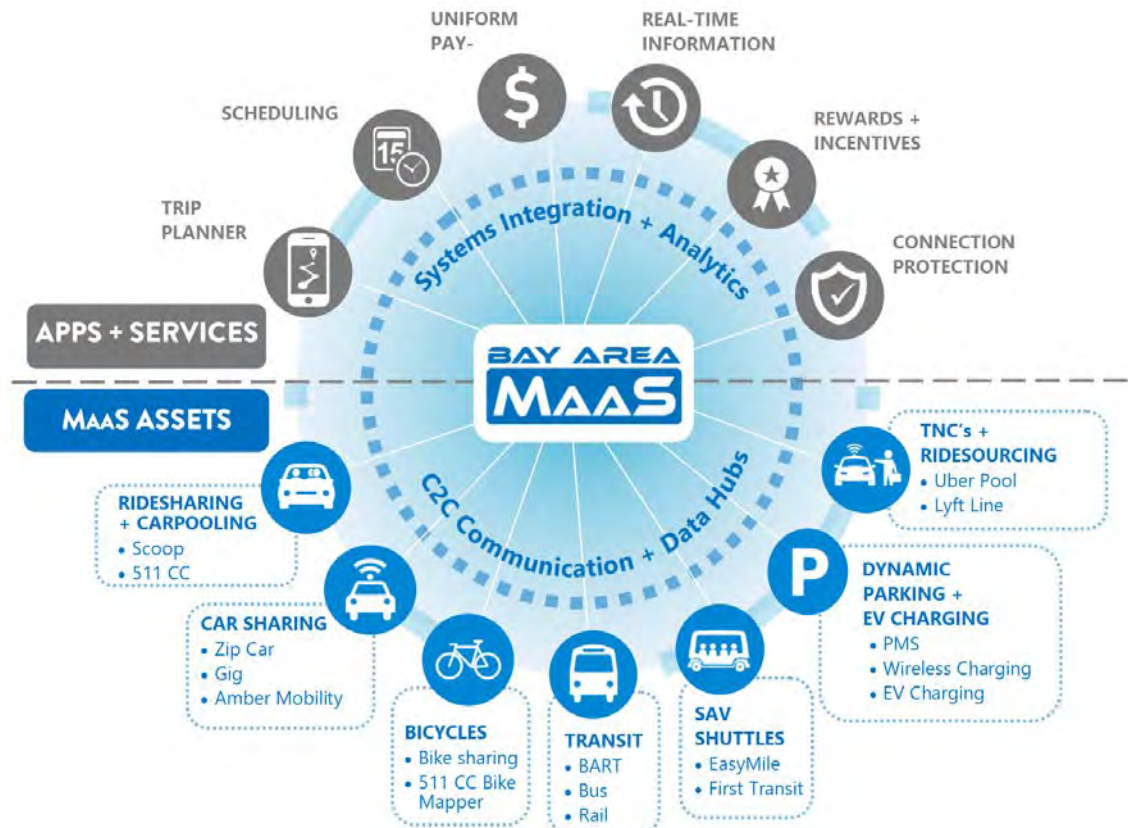 UNIFORM
PAY-
REAL-TIME
INFORMATION
SCHEDULING
15
$
REWARDS +
INCENTIVES
TRIP
PLANNER
CONNECTION
PROTECTION
Systems Integration + Analytics
APPS + SERVICES
BAY AREA
MAAS
MAAS ASSETS
C2C Communication + Data Hubs
RIDESHARING
+ CARPOOLING
• Scoop
• 511 CC
CAR SHARING
• Zip Car
• Gig
• Amber Mobility
BICYCLES
• Bike sharing
• 511 CC Bike
Mapper
TRANSIT
• BART
• Bus
• Rail
SAV
SHUTTLES
• EasyMile
• First Transit
P
DYNAMIC
PARKING +
EV CHARGING
• PMS
• Wireless Charging
• EV Charging
TNC's +
RIDESOURCING
• Uber Pool
• Lyft Line